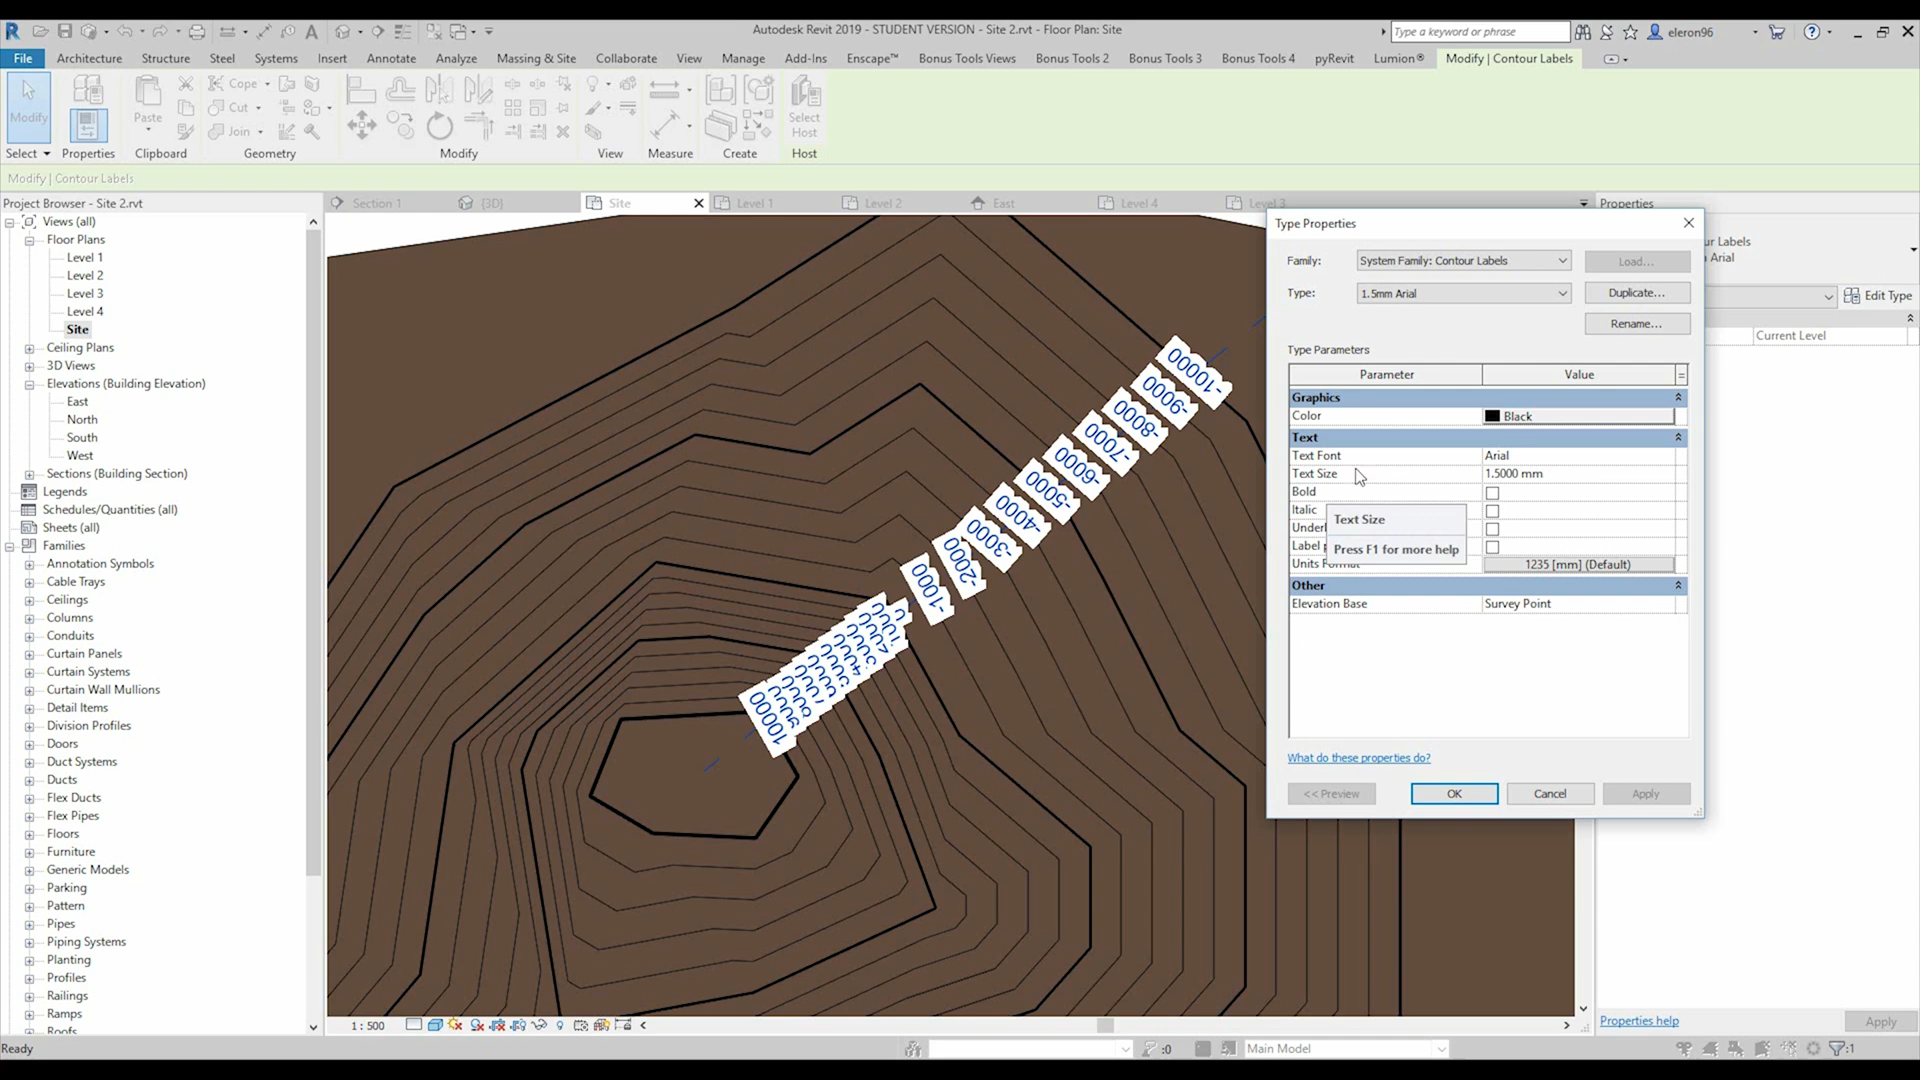 Autodesk Revit 2019 - STUDENT VERSION - Site 2.rvt - Floor Plan: Site
Type a keyword or phrase
eleron96
File
Architecture
Structure
Steel
Systems
Insert
Annotate
Analyze
Massing & Site
Collaborate
View
Manage
Add-Ins
Enscape™
Bonus Tools Views
Bonus Tools 2
Bonus Tools 3
Bonus Tools 4
pyRevit
Lumion®
Modify | Contour Labels
Modify
Paste
Cope
Cut
Join
Select Host
Select
Properties
Clipboard
Geometry
Modify
View
Measure
Create
Host
Modify | Contour Labels
Project Browser - Site 2.rvt
Views (all)
Floor Plans
Level 1
Level 2
Level 3
Level 4
Site
Ceiling Plans
3D Views
Elevations (Building Elevation)
East
North
South
West
Sections (Building Section)
Legends
Schedules/Quantities (all)
Sheets (all)
Families
Annotation Symbols
Cable Trays
Ceilings
Columns
Conduits
Curtain Panels
Curtain Systems
Curtain Wall Mullions
Detail Items
Division Profiles
Doors
Duct Systems
Ducts
Flex Ducts
Flex Pipes
Floors
Furniture
Generic Models
Parking
Pattern
Pipes
Piping Systems
Planting
Profiles
Railings
Ramps
Roofs
Section 1
{3D}
Site
Level 1
Level 2
East
Level 4
Level 3
-10000
-9000
-8000
-7000
-6000
-5000
-4000
-3000
-2000
-1000
10000
Type Properties
Family:
System Family: Contour Labels
Load...
Type:
1.5mm Arial
Duplicate...
Rename...
Type Parameters
Parameter
Value
=
Graphics
Color
Black
Text
Text Font
Arial
Text Size
1.5000 mm
Bold
Italic
Underl
Label
Text Size
Press F1 for more help
Units Format
1235 [mm] (Default)
Other
Elevation Base
Survey Point
What do these properties do?
<< Preview
OK
Cancel
Apply
Properties
ur Labels
Arial
Edit Type
Current Level
Properties help
Apply
1 : 500
Ready
:0
Main Model
:1